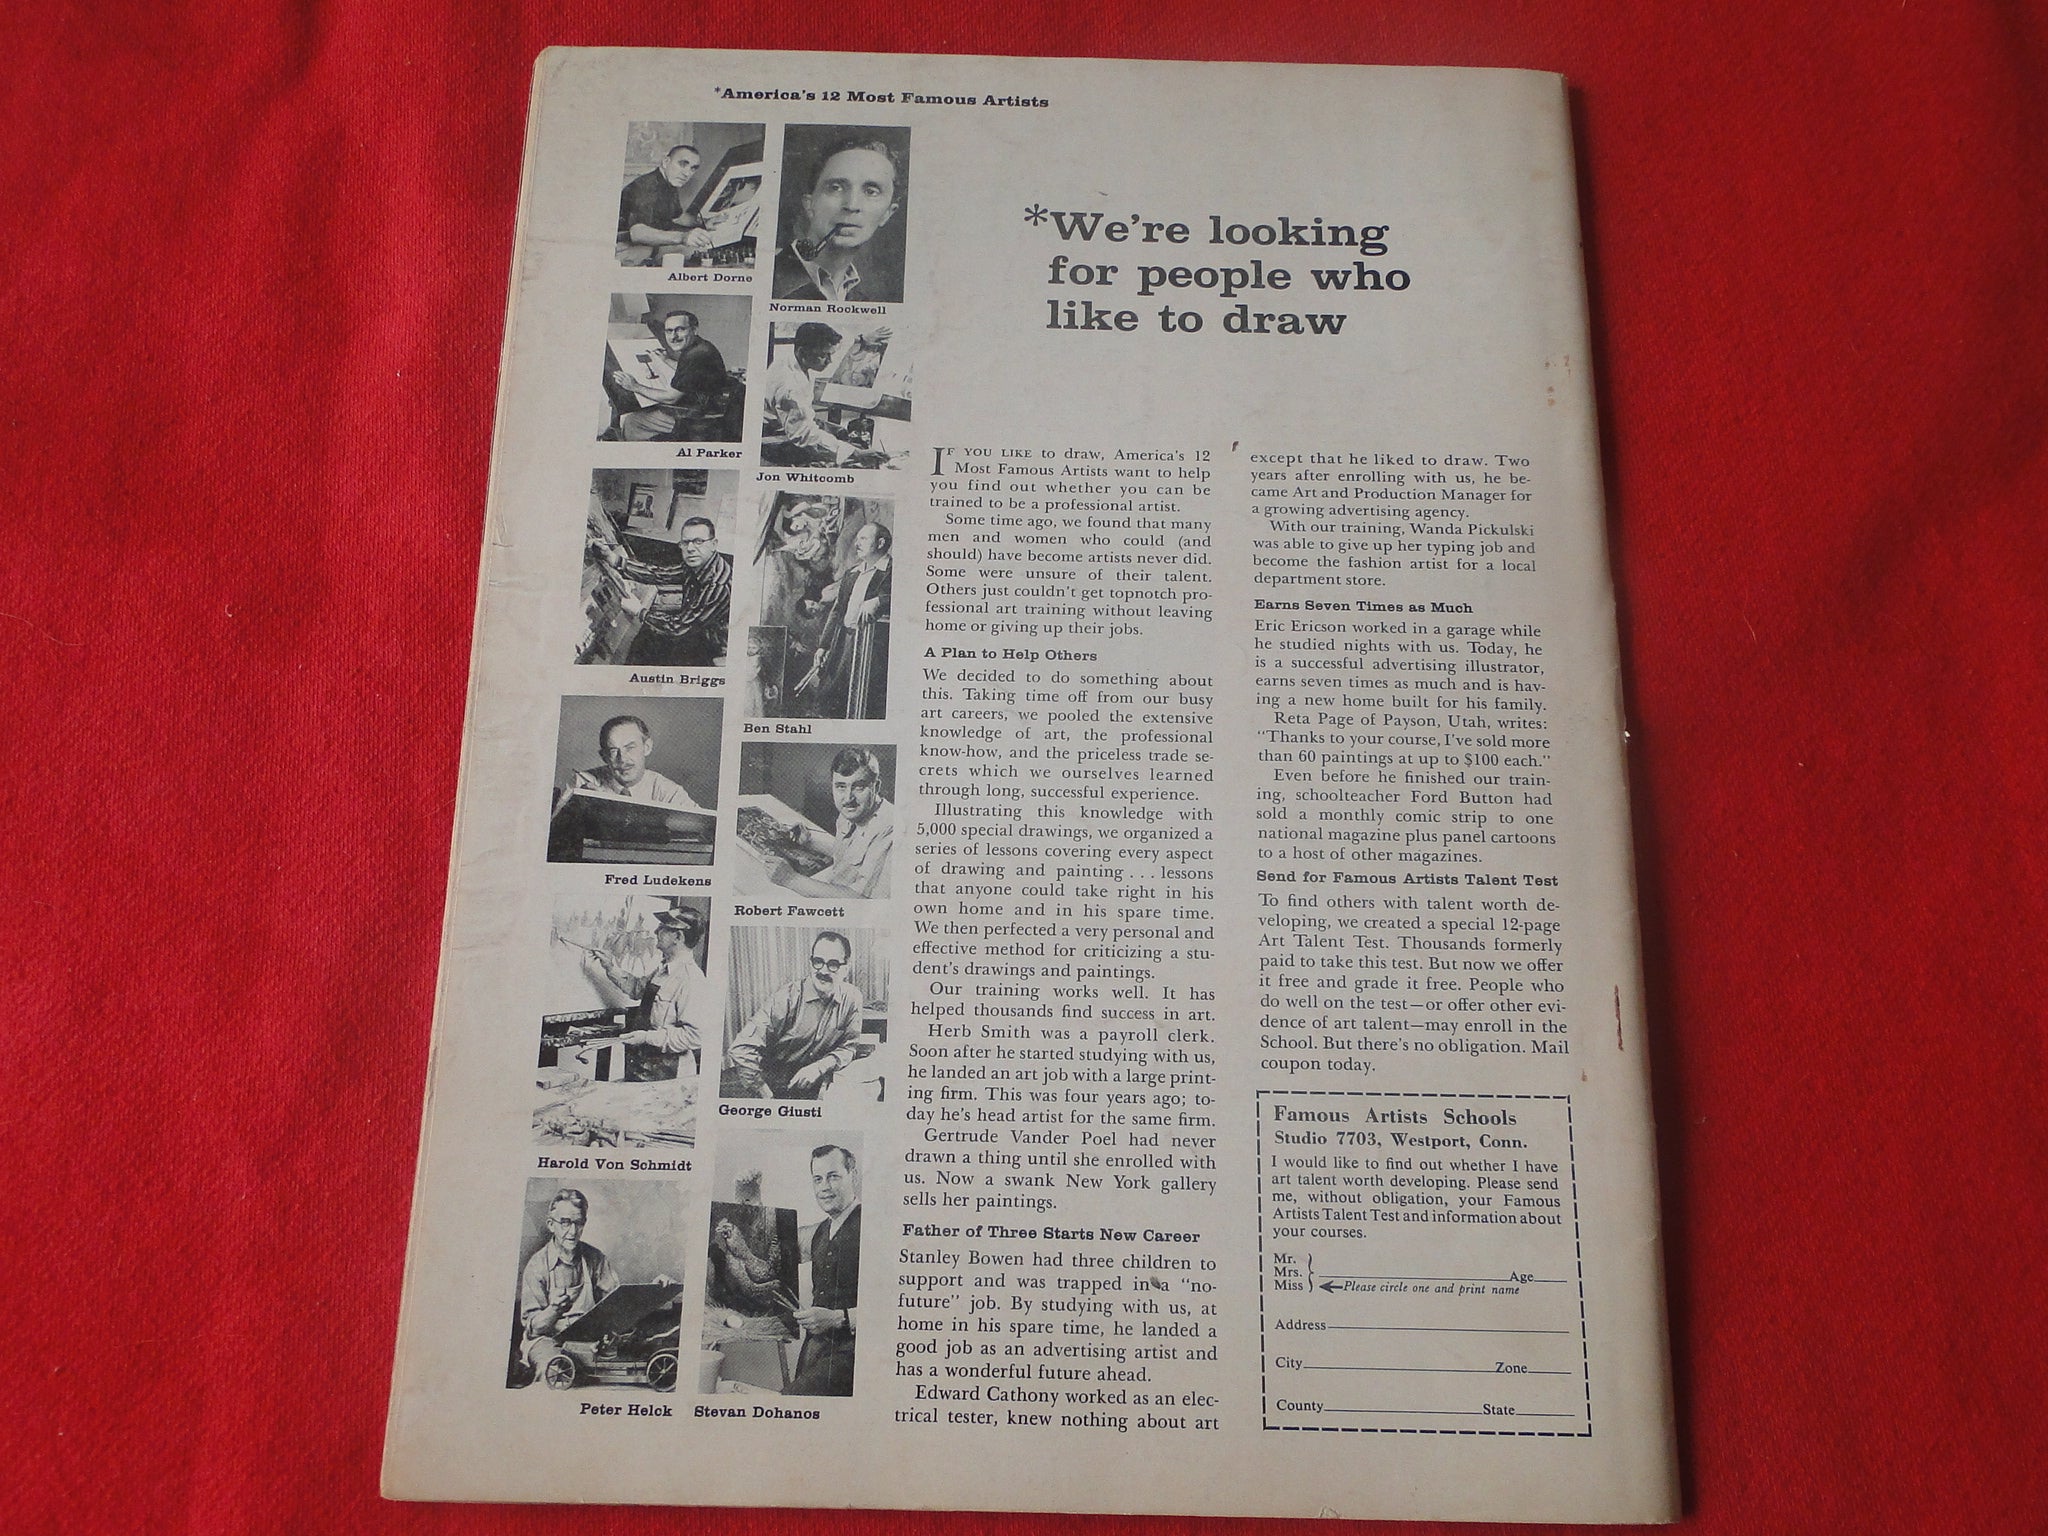 *America's 12 Most Famous Artists
Albert Dorne
Norman Rockwell
Al Parker
Jon Whitcomb
Austin Briggs
Ben Stahl
Fred Ludekens
Robert Fawcett
George Giusti
Harold Von Schmidt
Peter Helck
Stevan Dohanos
*We're looking
for people who
like to draw
IF YOU LIKE to draw, America's 12
Most Famous Artists want to help
you find out whether you can be
trained to be a professional artist.
Some time ago, we found that many
men and women who could (and
should) have become artists never did.
Some were unsure of their talent.
Others just couldn't get topnotch pro-
fessional art training without leaving
home or giving up their jobs.
A Plan to Help Others
We decided to do something about
this. Taking time off from our busy
art careers, we pooled the extensive
knowledge of art, the professional
know-how, and the priceless trade se-
crets which we ourselves learned
through long, successful experience.
Illustrating this knowledge with
5,000 special drawings, we organized a
series of lessons covering every aspect
of drawing and painting . . . lessons
that anyone could take right in his
own home and in his spare time.
We then perfected a very personal and
effective method for criticizing a stu-
dent's drawings and paintings.
Our training works well. It has
helped thousands find success in art.
Herb Smith was a payroll clerk.
Soon after he started studying with us,
he landed an art job with a large print-
ing firm. This was four years ago; to-
day he's head artist for the same firm.
Gertrude Vander Poel had never
drawn a thing until she enrolled with
us. Now a swank New York gallery
sells her paintings.
Father of Three Starts New Career
Stanley Bowen had three children to
support and was trapped in a "no-
future" job. By studying with us, at
home in his spare time, he landed a
good job as an advertising artist and
has a wonderful future ahead.
Edward Cathony worked as an elec-
trical tester, knew nothing about art
except that he liked to draw. Two
years after enrolling with us, he be-
came Art and Production Manager for
a growing advertising agency.
With our training, Wanda Pickulski
was able to give up her typing job and
become the fashion artist for a local
department store.
Earns Seven Times as Much
Eric Ericson worked in a garage while
he studied nights with us. Today, he
is a successful advertising illustrator,
earns seven times as much and is hav-
ing a new home built for his family.
Reta Page of Payson, Utah, writes:
"Thanks to your course, I've sold more
than 60 paintings at up to $100 each."
Even before he finished our train-
ing, schoolteacher Ford Button had
sold a monthly comic strip to one
national magazine plus panel cartoons
to a host of other magazines.
Send for Famous Artists Talent Test
To find others with talent worth de-
veloping, we created a special 12-page
Art Talent Test. Thousands formerly
paid to take this test. But now we offer
it free and grade it free. People who
do well on the test—or offer other evi-
dence of art talent—may enroll in the
School. But there's no obligation. Mail
coupon today.
Famous Artists Schools
Studio 7703, Westport, Conn.
I would like to find out whether I have
art talent worth developing. Please send
me, without obligation, your Famous
Artists Talent Test and information about
your courses.
Mr.
Mrs. Age
Miss Please circle one and print name
Address
City Zone
County State